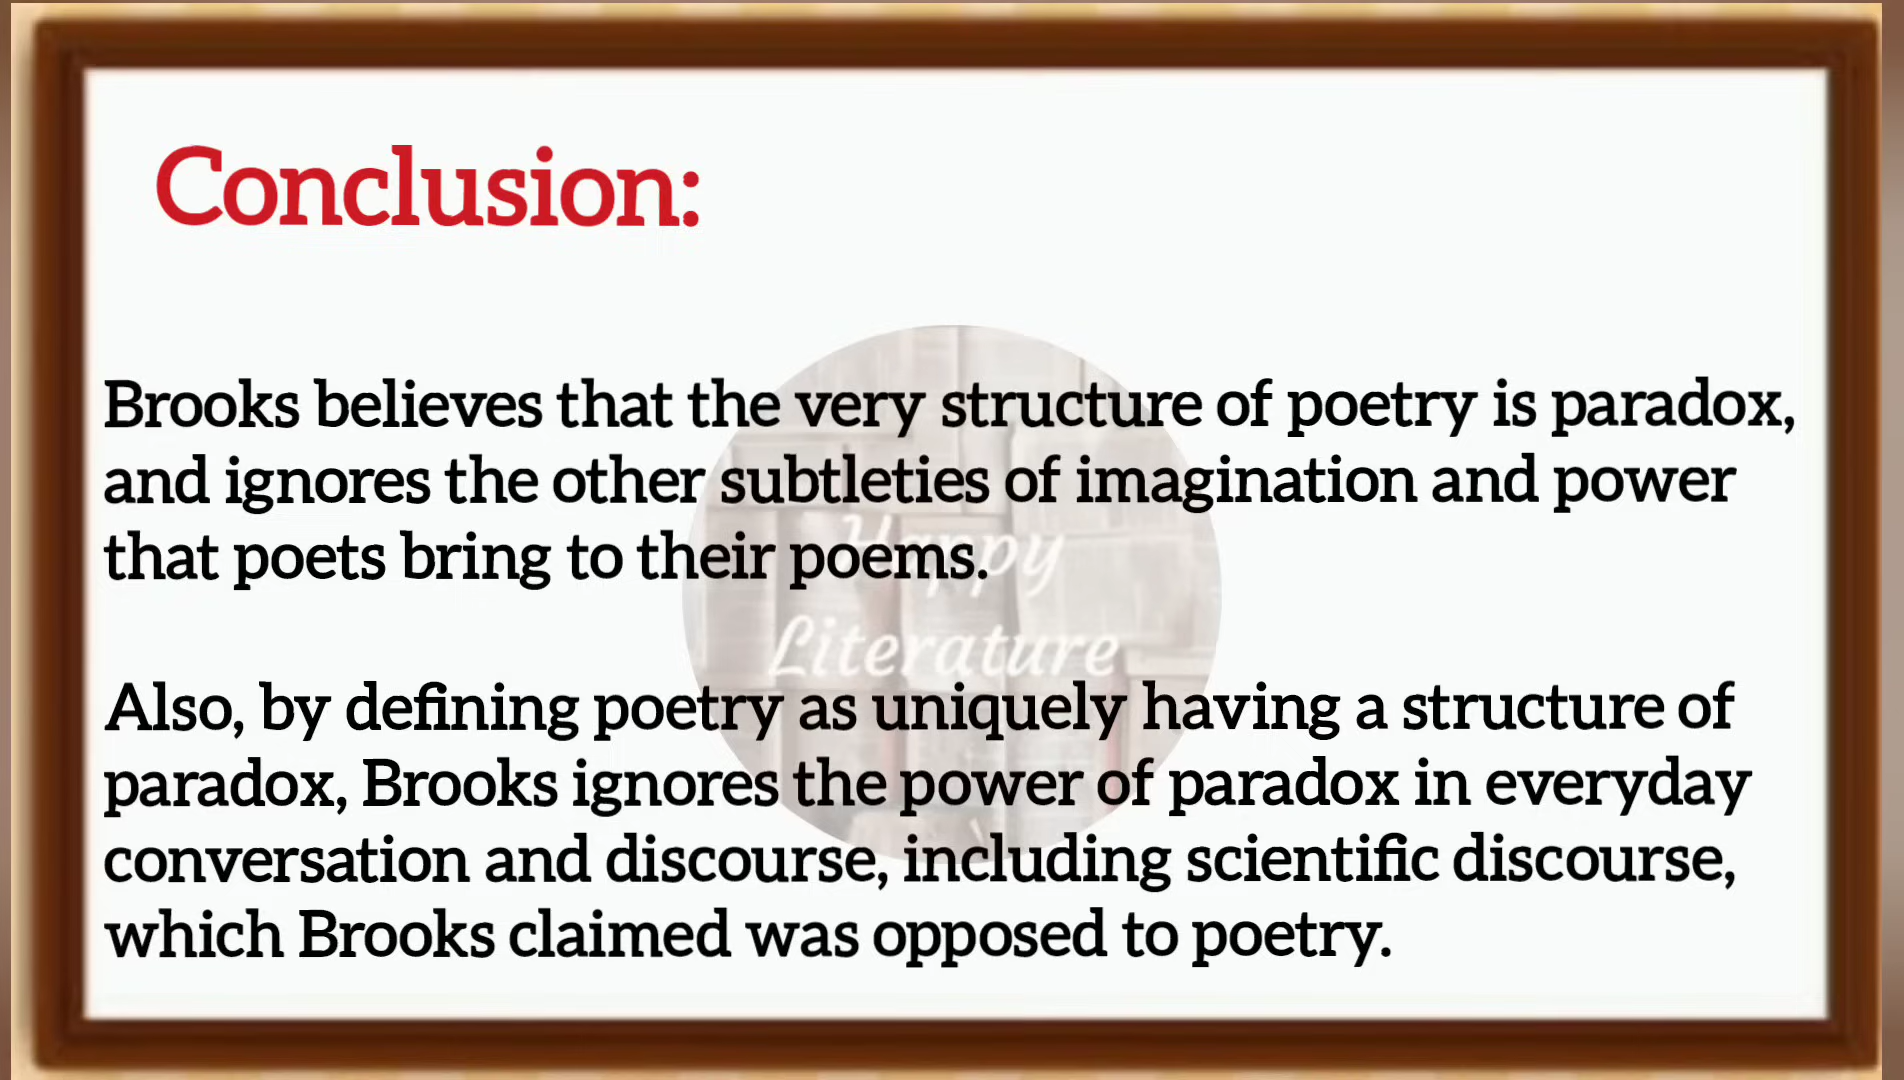 Conclusion:
Brooks believes that the very structure of poetry is paradox,
and ignores the other subtleties of imagination and power
that poets bring to their poems.
Happy
Literature
Also, by defining poetry as uniquely having a structure of
paradox, Brooks ignores the power of paradox in everyday
conversation and discourse, including scientific discourse,
which Brooks claimed was opposed to poetry.